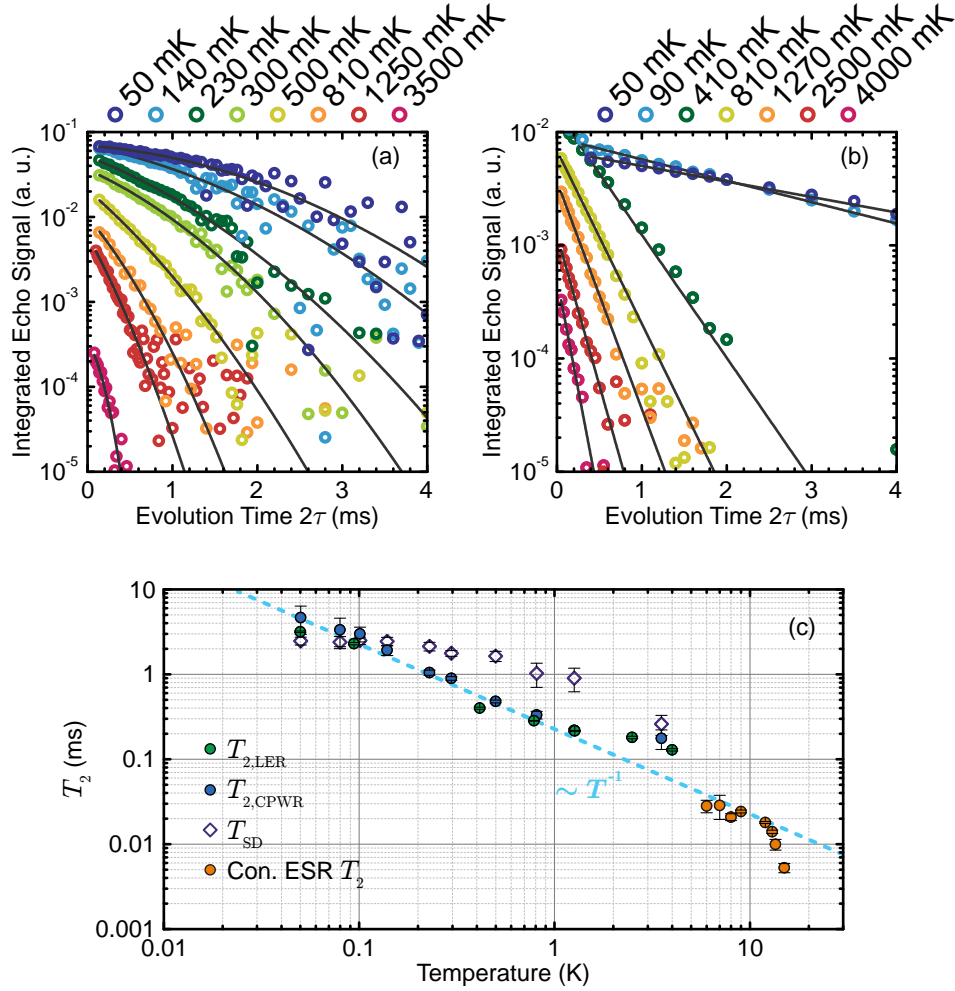 50 mK
140 mK
230 mK
300 mK
500 mK
810 mK
1250 mK
3500 mK
(a)
Integrated Echo Signal (a. u.)
10⁻¹
10⁻²
10⁻³
10⁻⁴
10⁻⁵
0 1 2 3 4
Evolution Time 2τ (ms)
50 mK
90 mK
410 mK
810 mK
1270 mK
2500 mK
4000 mK
(b)
Integrated Echo Signal (a. u.)
10⁻²
10⁻³
10⁻⁴
10⁻⁵
0 1 2 3 4
Evolution Time 2τ (ms)
(c)
T₂ (ms)
10
1
0.1
0.01
0.001
T₂,LER
T₂,CPWR
T_SD
Con. ESR T₂
~ T⁻¹
0.01 0.1 1 10
Temperature (K)